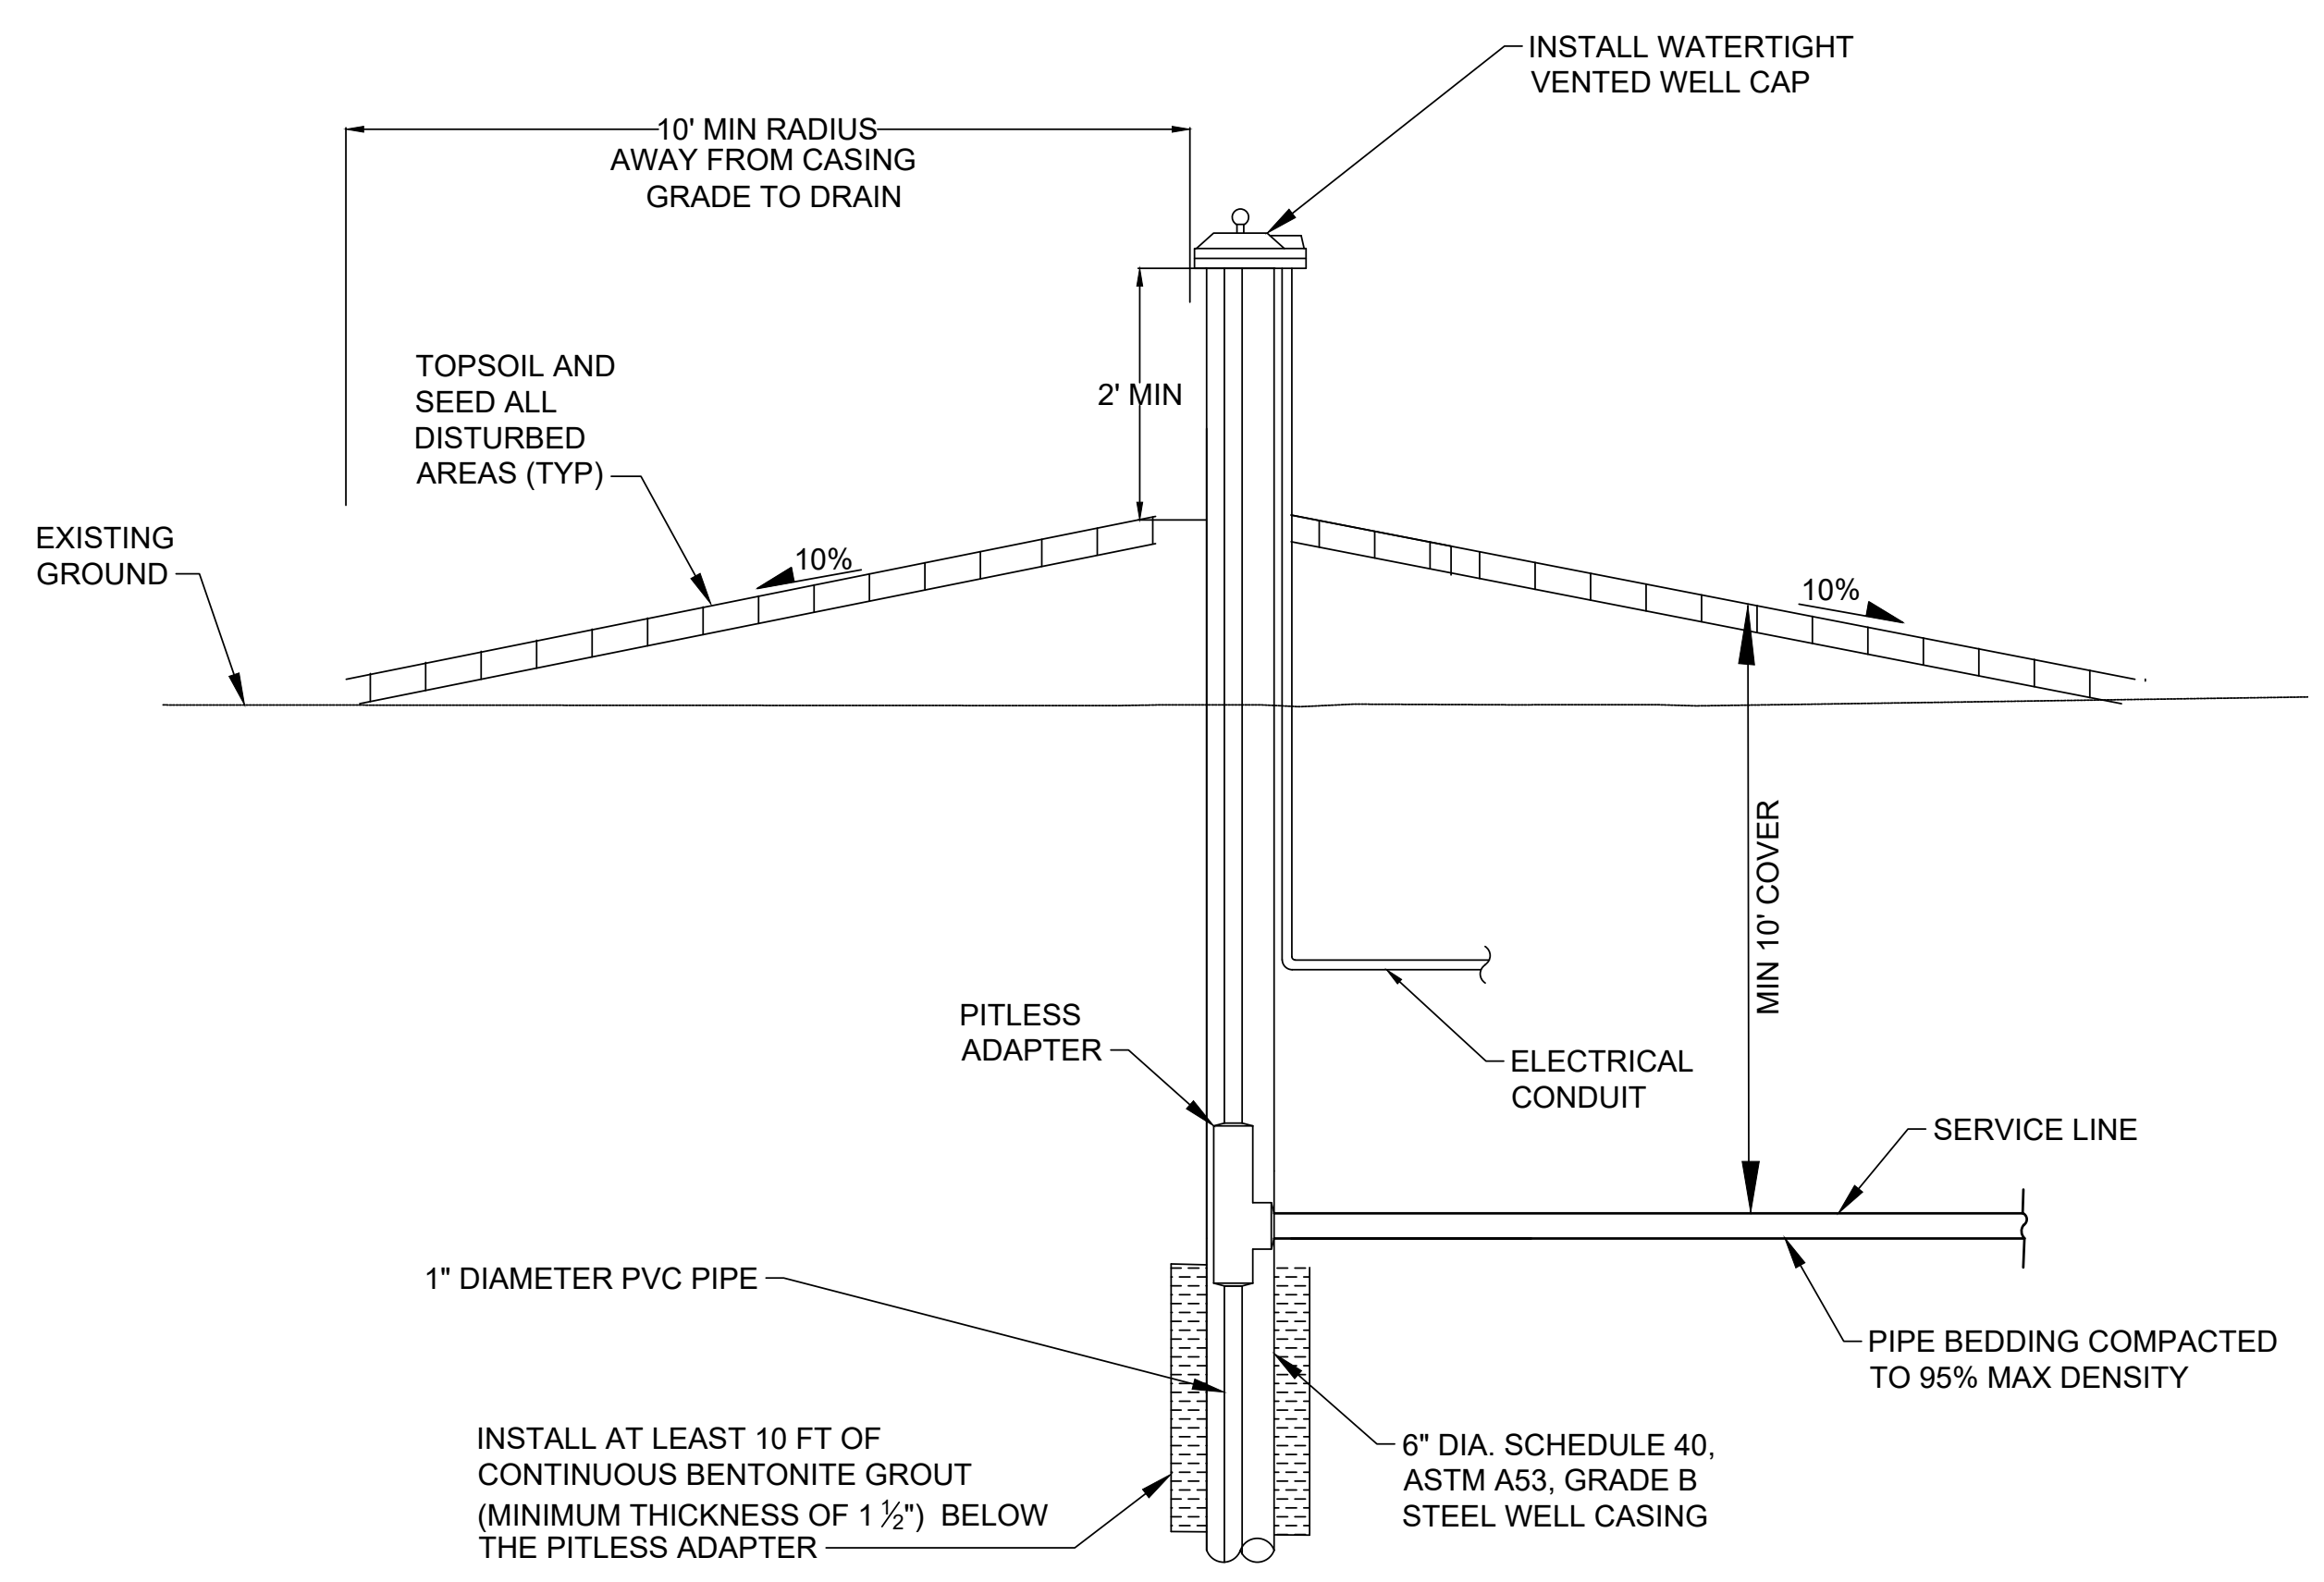 INSTALL WATERTIGHT
VENTED WELL CAP
10' MIN RADIUS
AWAY FROM CASING
GRADE TO DRAIN
TOPSOIL AND
SEED ALL
DISTURBED
AREAS (TYP)
2' MIN
EXISTING
GROUND
10%
10%
MIN 10' COVER
PITLESS
ADAPTER
ELECTRICAL
CONDUIT
SERVICE LINE
1" DIAMETER PVC PIPE
PIPE BEDDING COMPACTED
TO 95% MAX DENSITY
INSTALL AT LEAST 10 FT OF
CONTINUOUS BENTONITE GROUT
(MINIMUM THICKNESS OF 1 ½") BELOW
THE PITLESS ADAPTER
6" DIA. SCHEDULE 40,
ASTM A53, GRADE B
STEEL WELL CASING